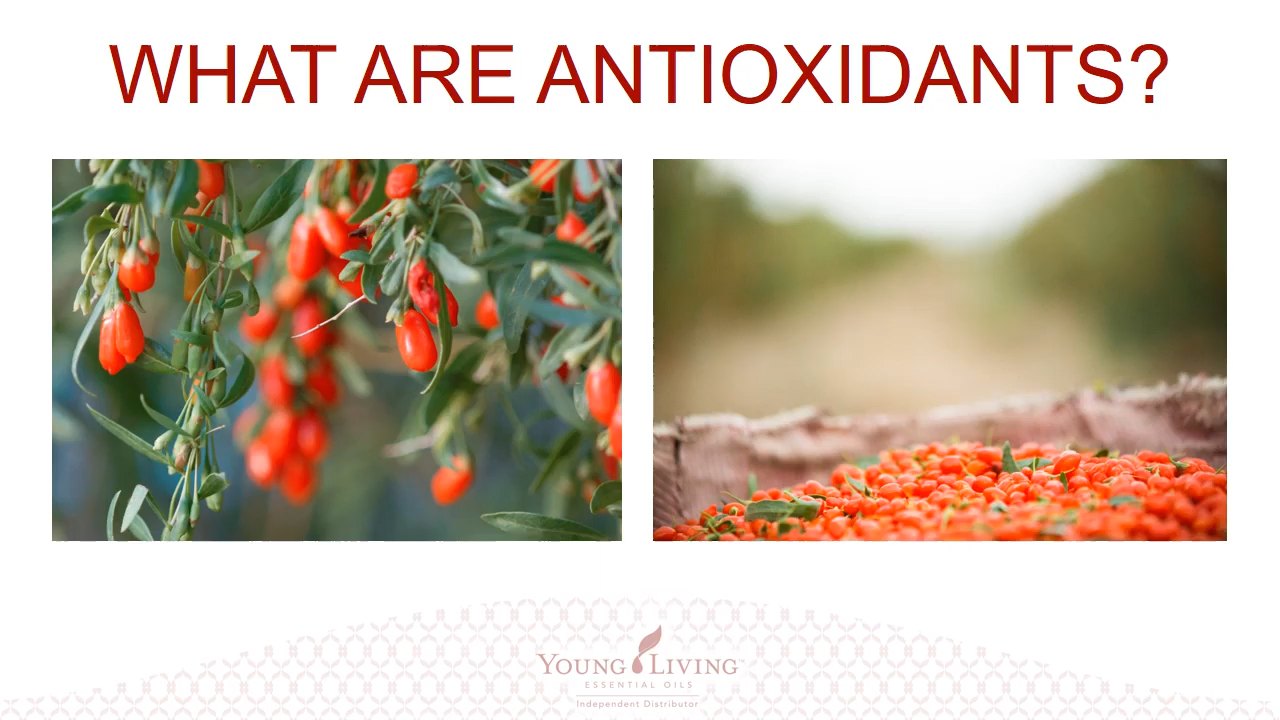 WHAT ARE ANTIOXIDANTS?
YOUNG LIVING
ESSENTIAL OILS
Independent Distributor